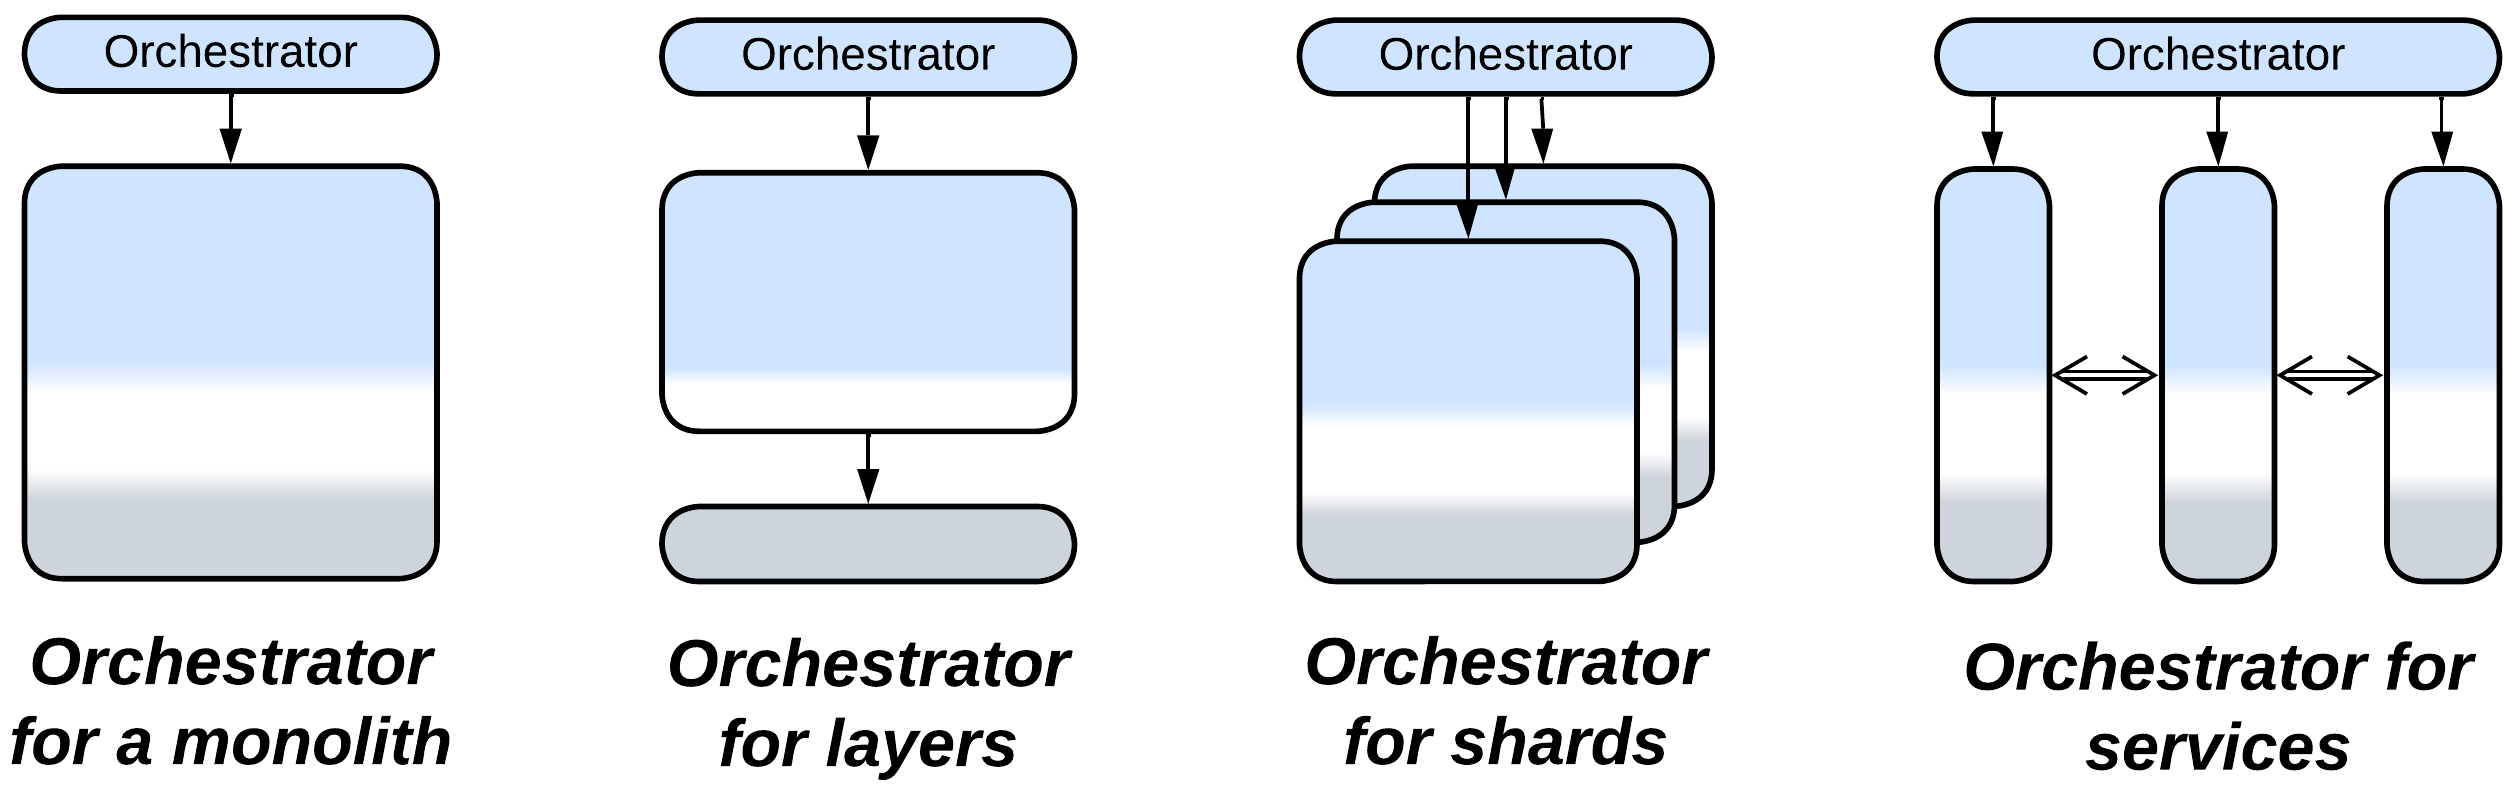 Orchestrator
Orchestrator
Orchestrator
Orchestrator
Orchestrator
for a monolith
Orchestrator
for layers
Orchestrator
for shards
Orchestrator for
services